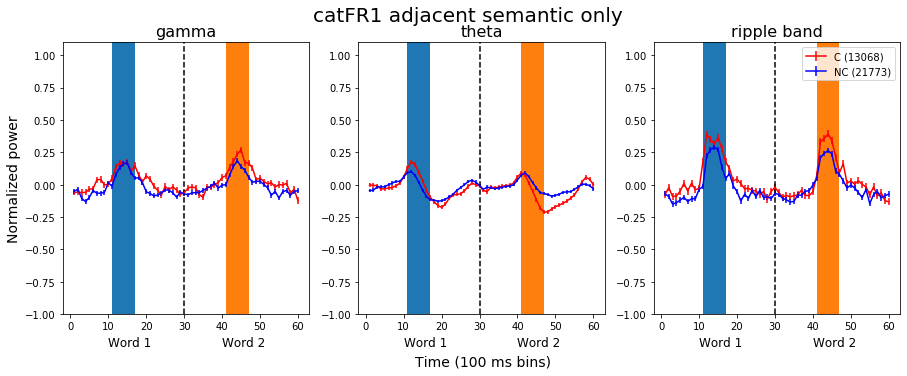 catFR1 adjacent semantic only
gamma
theta
ripple band
Normalized power
1.00
0.75
0.50
0.25
0.00
−0.25
−0.50
−0.75
−1.00
0 10 20 30 40 50 60
Word 1 Word 2
1.00
0.75
0.50
0.25
0.00
−0.25
−0.50
−0.75
−1.00
0 10 20 30 40 50 60
Word 1 Word 2
1.00
0.75
0.50
0.25
0.00
−0.25
−0.50
−0.75
−1.00
C (13068)
NC (21773)
0 10 20 30 40 50 60
Word 1 Word 2
Time (100 ms bins)